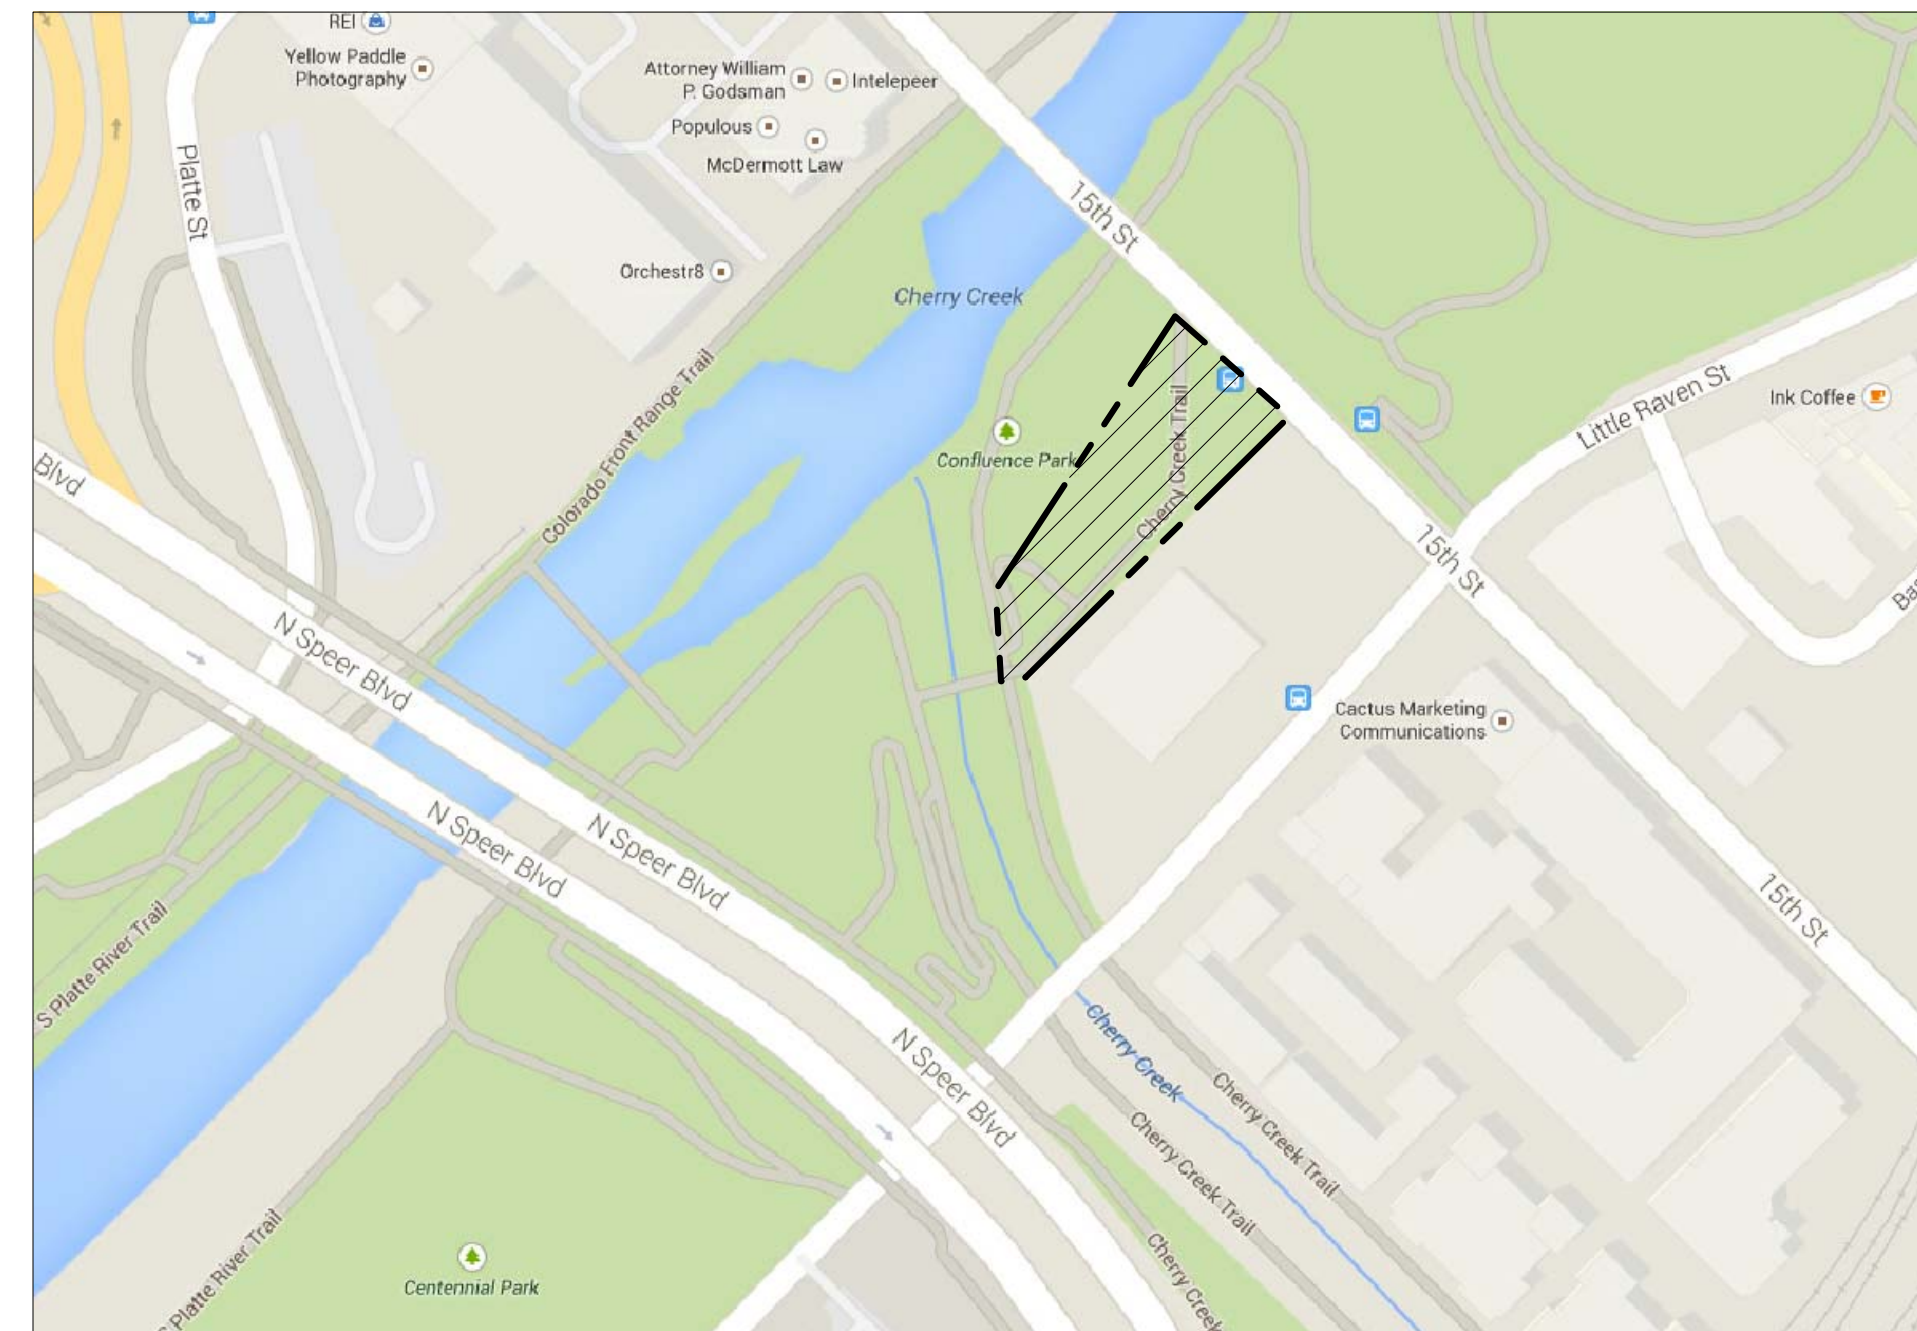 REI
Yellow Paddle
Photography
Attorney William
P. Godsman
Intelepeer
Populous
McDermott Law
Platte St
15th St
Orchestr8
Cherry Creek
Colorado Front Range Trail
Cherry Creek Trail
Confluence Park
Little Raven St
Ink Coffee
Blvd
15th St
N Speer Blvd
Cactus Marketing
Communications
N Speer Blvd
N Speer Blvd
15th St
S Platte River Trail
Cherry Creek
N Speer Blvd
Cherry Creek Trail
Cherry Creek Trail
Platte River Trail
Cherry Creek
Centennial Park